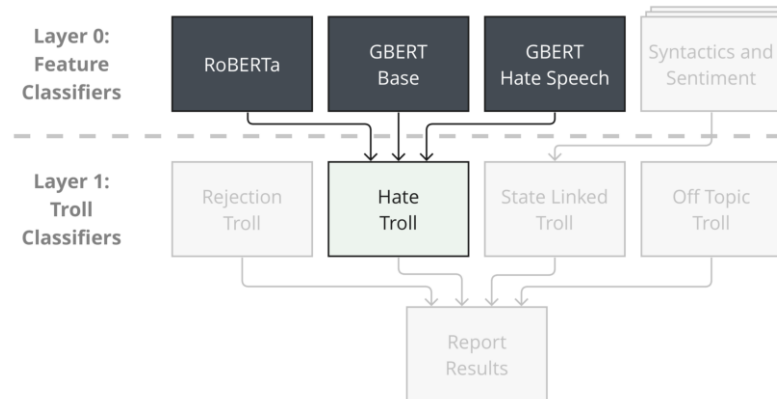 Layer 0:
Feature
Classifiers
RoBERTa
GBERT
Base
GBERT
Hate Speech
Syntactics and
Sentiment
Layer 1:
Troll
Classifiers
Rejection
Troll
Hate
Troll
State Linked
Troll
Off Topic
Troll
Report
Results